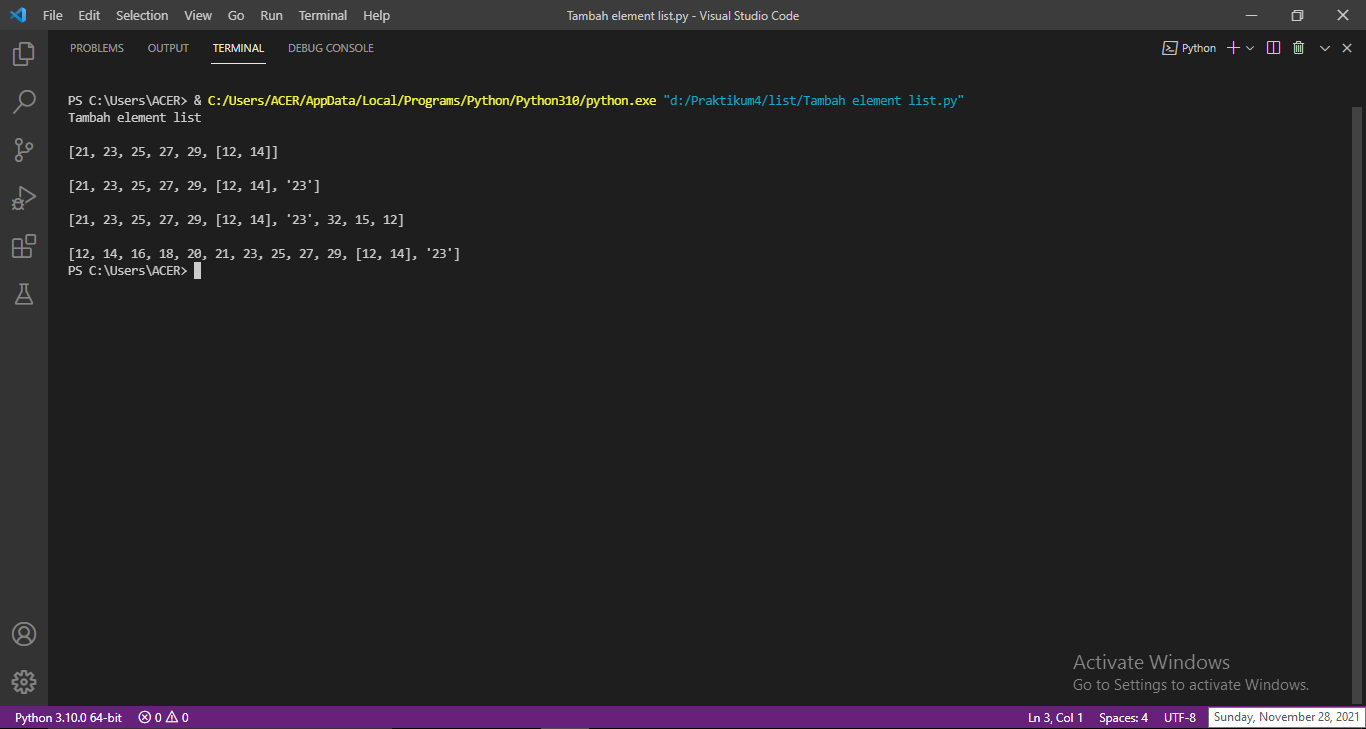 File Edit Selection View Go Run Terminal Help Tambah element list.py - Visual Studio Code
PROBLEMS OUTPUT TERMINAL DEBUG CONSOLE Python
PS C:\Users\ACER> & C:/Users/ACER/AppData/Local/Programs/Python/Python310/python.exe "d:/Praktikum4/list/Tambah element list.py"
Tambah element list
[21, 23, 25, 27, 29, [12, 14]]
[21, 23, 25, 27, 29, [12, 14], '23']
[21, 23, 25, 27, 29, [12, 14], '23', 32, 15, 12]
[12, 14, 16, 18, 20, 21, 23, 25, 27, 29, [12, 14], '23']
PS C:\Users\ACER>
Activate Windows
Go to Settings to activate Windows.
Python 3.10.0 64-bit 0 0 Ln 3, Col 1 Spaces: 4 UTF-8 Sunday, November 28, 2021